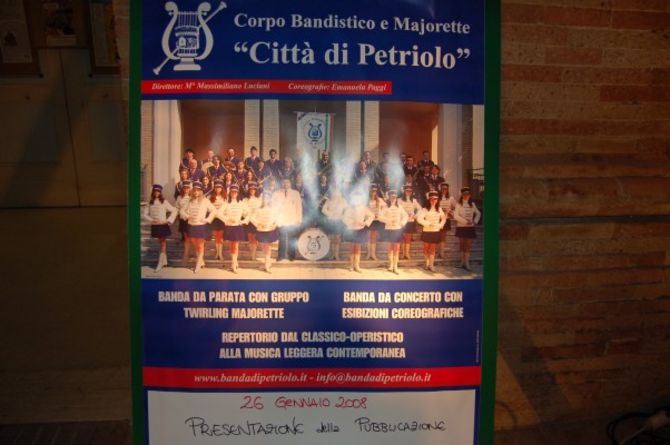 Corpo Bandistico e Majorette
“Città di Petriolo”
Direttore: Mº Massimiliano Luciani Coreografie: Emanuela Paggi
BANDA DA PARATA CON GRUPPO
TWIRLING MAJORETTE
BANDA DA CONCERTO CON
ESIBIZIONI COREOGRAFICHE
REPERTORIO DAL CLASSICO-OPERISTICO
ALLA MUSICA LEGGERA CONTEMPORANEA
www.bandadipetriolo.it - info@bandadipetriolo.it
26 GENNAIO 2008
PRESENTAZIONE della PUBBLICAZIONE